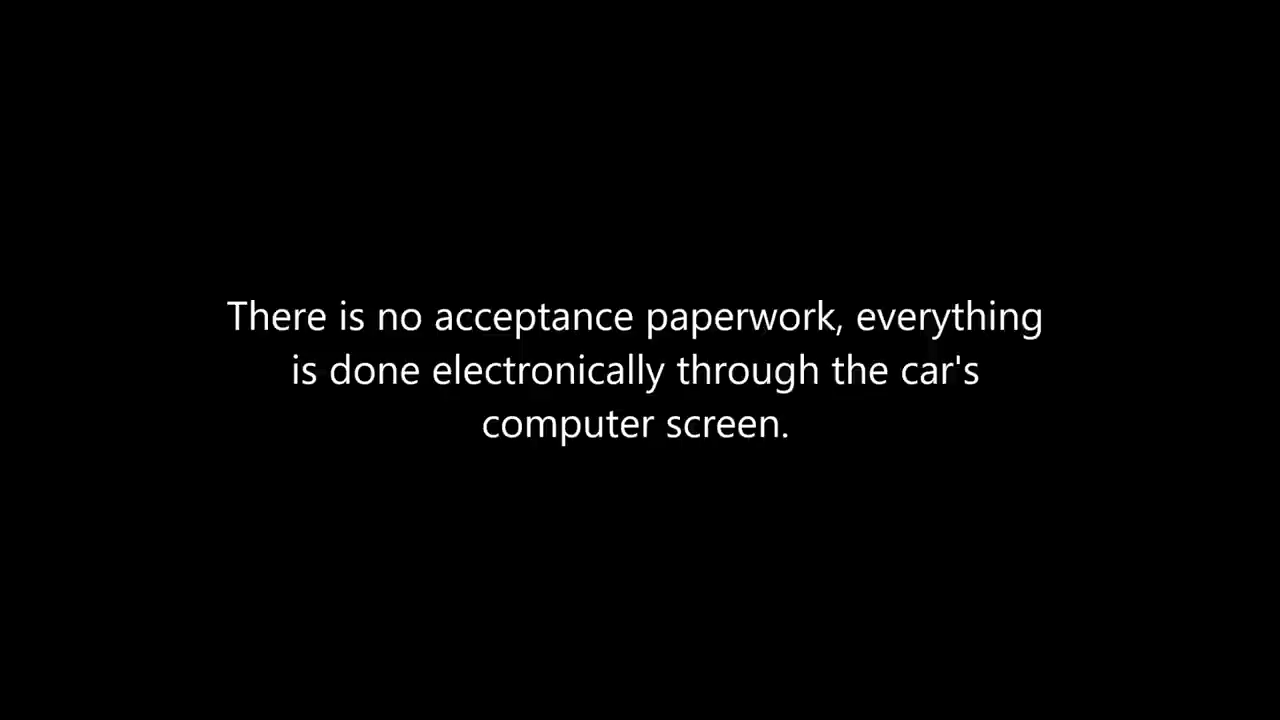 There is no acceptance paperwork, everything
is done electronically through the car's
computer screen.